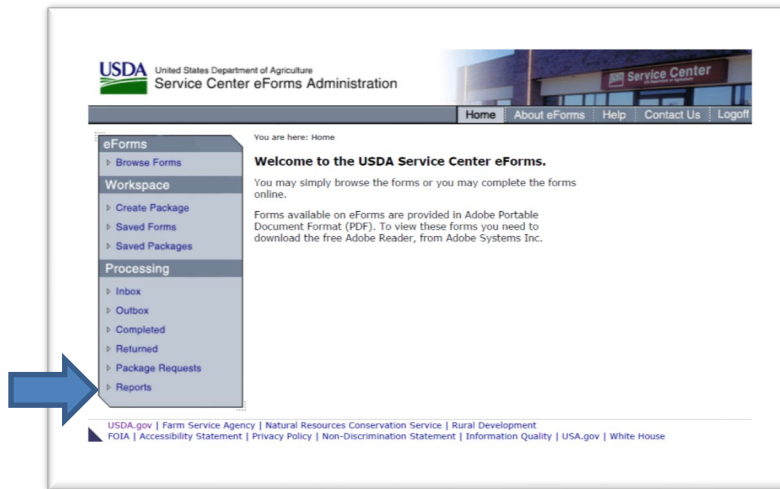 USDA United States Department of Agriculture
Service Center eForms Administration
Service Center
Home About eForms Help Contact Us Logoff
eForms
Browse Forms
Workspace
Create Package
Saved Forms
Saved Packages
Processing
Inbox
Outbox
Completed
Returned
Package Requests
Reports
You are here: Home
Welcome to the USDA Service Center eForms.
You may simply browse the forms or you may complete the forms
online.
Forms available on eForms are provided in Adobe Portable
Document Format (PDF). To view these forms you need to
download the free Adobe Reader, from Adobe Systems Inc.
USDA.gov | Farm Service Agency | Natural Resources Conservation Service | Rural Development
FOIA | Accessibility Statement | Privacy Policy | Non-Discrimination Statement | Information Quality | USA.gov | White House